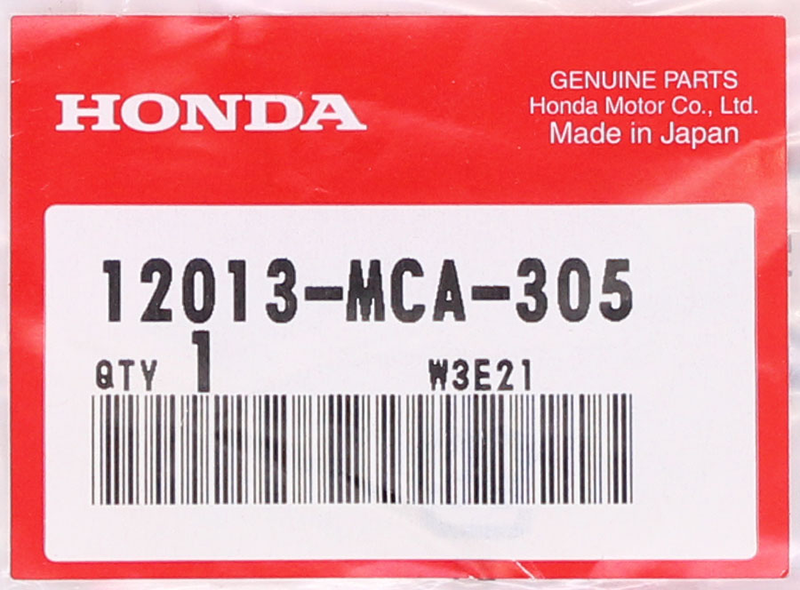 HONDA
GENUINE PARTS
Honda Motor Co., Ltd.
Made in Japan
12013-MCA-305
QTY 1 W3E21